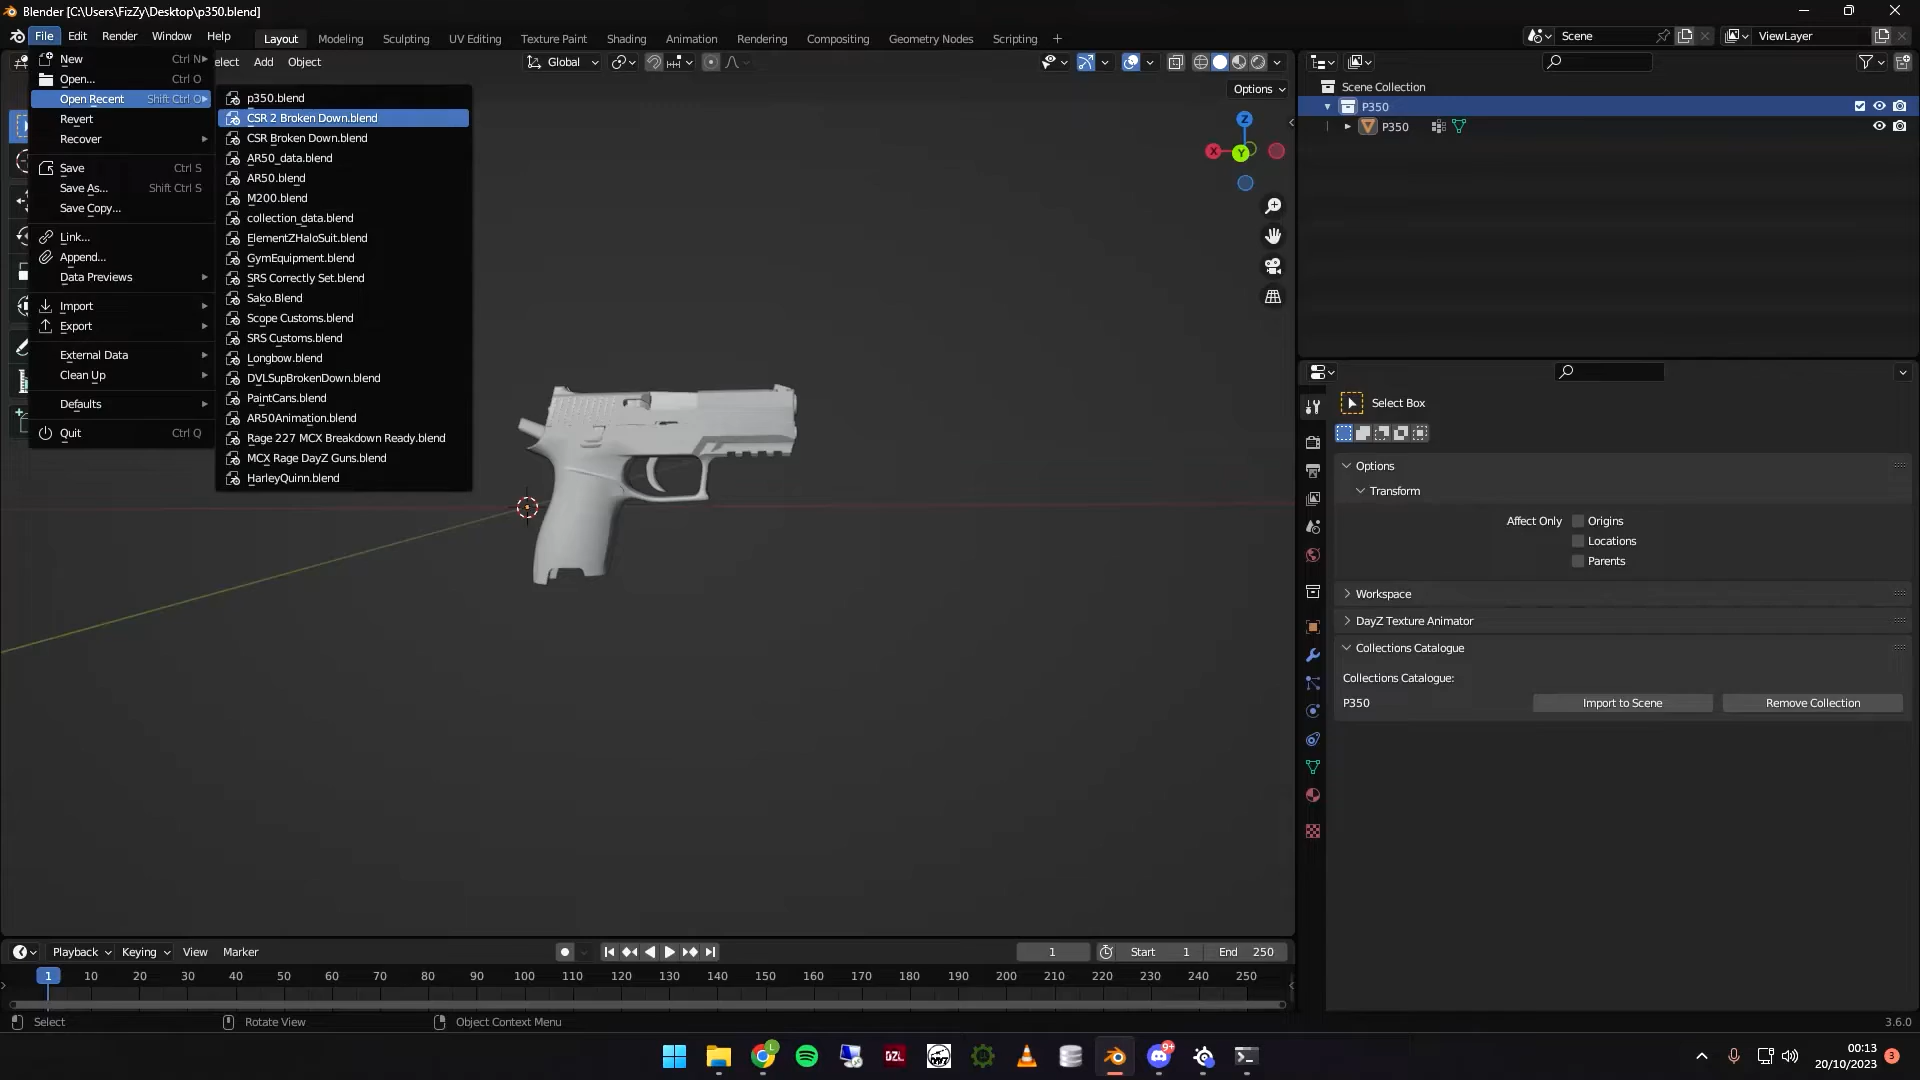 Blender [C:\Users\FizZy\Desktop\p350.blend]
File Edit Render Window Help
Layout Modeling Sculpting UV Editing Texture Paint Shading Animation Rendering Compositing Geometry Nodes Scripting +
Scene
ViewLayer
New Ctrl N
Open... Ctrl O
Open Recent Shift Ctrl O
Revert
Recover
Save Ctrl S
Save As... Shift Ctrl S
Save Copy...
Link...
Append...
Data Previews
Import
Export
External Data
Clean Up
Defaults
Quit Ctrl Q
elect Add Object
Global
Options
p350.blend
CSR 2 Broken Down.blend
CSR Broken Down.blend
AR50_data.blend
AR50.blend
M200.blend
collection_data.blend
ElementZHaloSuit.blend
GymEquipment.blend
SRS Correctly Set.blend
Sako.Blend
Scope Customs.blend
SRS Customs.blend
Longbow.blend
DVLSupBrokenDown.blend
PaintCans.blend
AR50Animation.blend
Rage 227 MCX Breakdown Ready.blend
MCX Rage DayZ Guns.blend
HarleyQuinn.blend
Z
X
Y
Scene Collection
P350
P350
Select Box
Options
Transform
Affect Only Origins
Locations
Parents
Workspace
DayZ Texture Animator
Collections Catalogue
Collections Catalogue:
P350 Import to Scene Remove Collection
Playback Keying View Marker
1 Start 1 End 250
1 10 20 30 40 50 60 70 80 90 100 110 120 130 140 150 160 170 180 190 200 210 220 230 240 250
Select Rotate View Object Context Menu
3.6.0
L
DZL
9+
00:13
20/10/2023
3